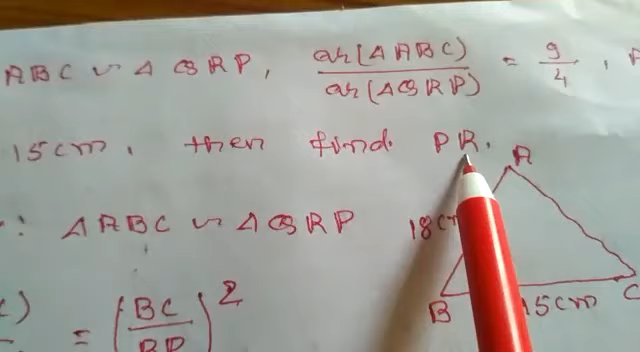 ABC ~ Δ QRP, ar(ΔABC) / ar(ΔQRP) = 9/4 , A
15cm. then find PR.
A
∵ ΔABC ~ ΔQRP
18cm
= (BC/RP)²
B 15cm C